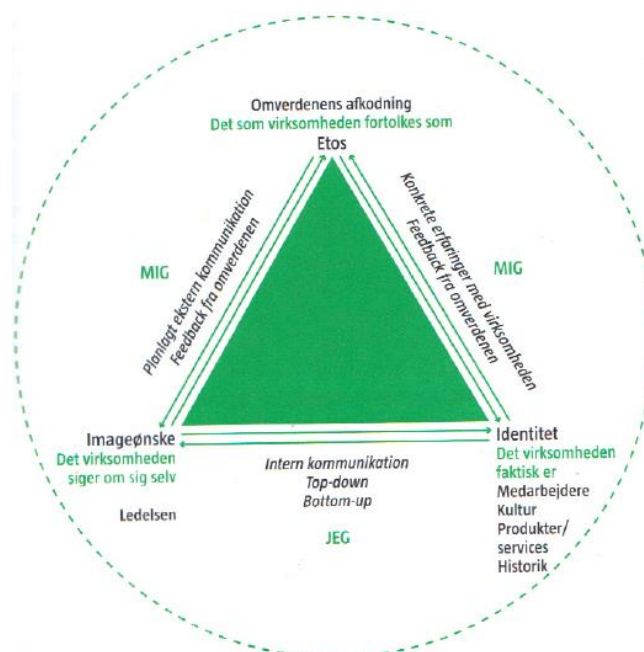 Omverdenens afkodning
Det som virksomheden fortolkes som
Etos
Planlagt ekstern kommunikation
Feedback fra omverdenen
Konkrete erfaringer med virksomheden
Feedback fra omverdenen
MIG
MIG
Imageønske
Det virksomheden
siger om sig selv
Ledelsen
Intern kommunikation
Top-down
Bottom-up
JEG
Identitet
Det virksomheden
faktisk er
Medarbejdere
Kultur
Produkter/
services
Historik